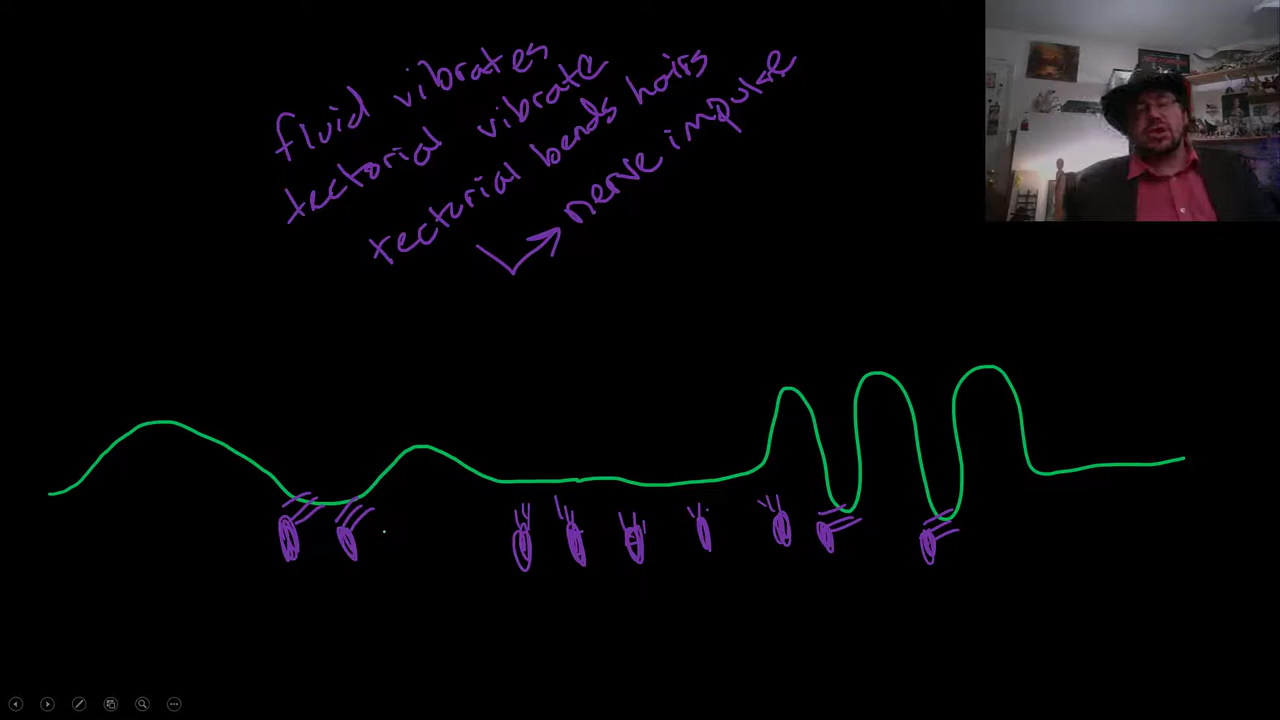 fluid vibrates
tectorial vibrate
tectorial bends hairs
nerve impulse